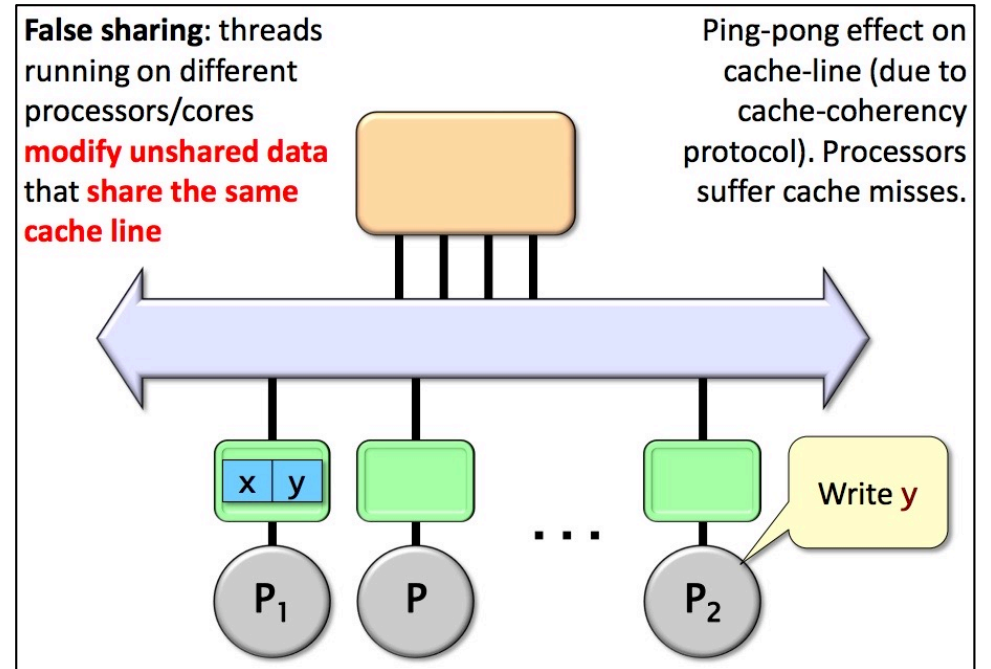 False sharing: threads
running on different
processors/cores
modify unshared data
that share the same
cache line
Ping-pong effect on
cache-line (due to
cache-coherency
protocol). Processors
suffer cache misses.
x y
Write y
...
P₁ P P₂